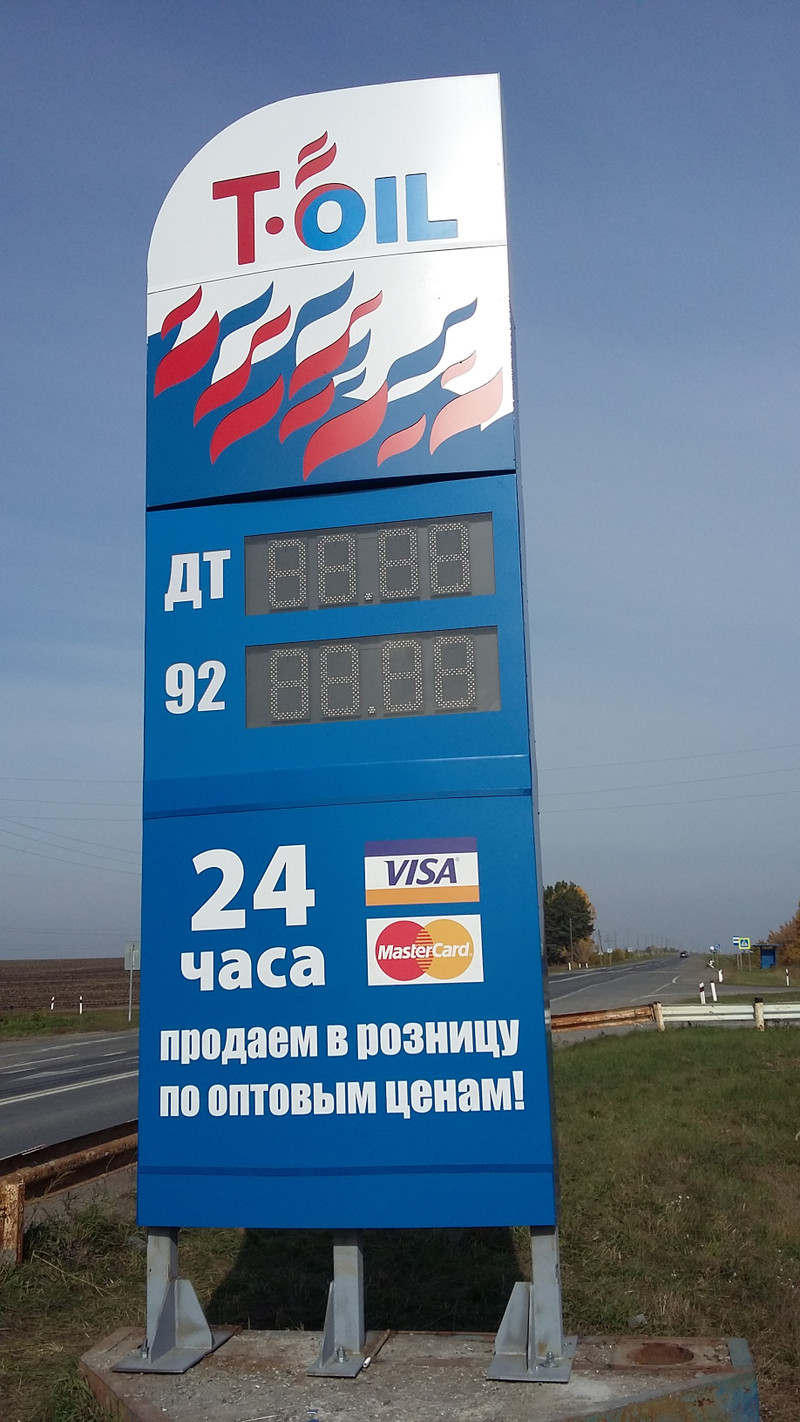 T·OIL
ДТ
92
24
часа
VISA
MasterCard
продаем в розницу
по оптовым ценам!